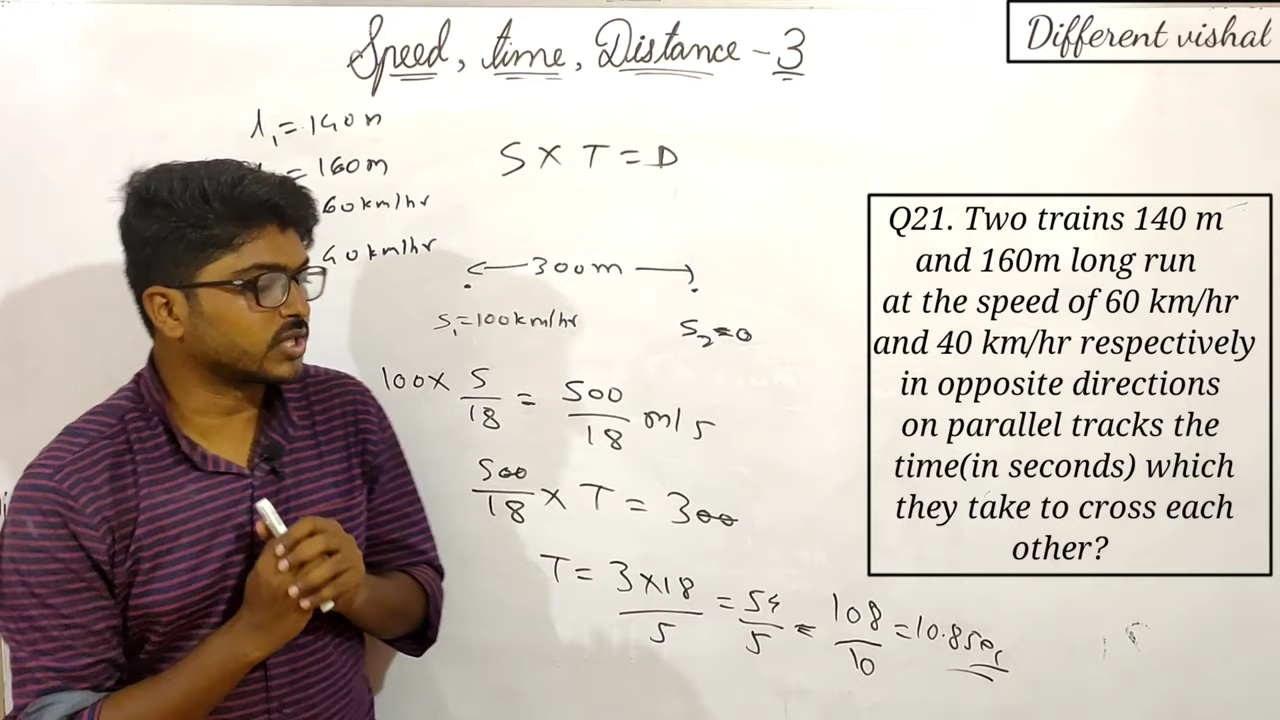 Speed, time, Distance - 3
Different vishal
l₁ = 140m
= 160m
60km/hr
40km/hr
S X T = D
← 300m →
S₁=100km/hr
S₂=0
100 x 5/18 = 500/18 m/s
500/18 x T = 300
T = 3x18/5 = 54/5 = 108/10 = 10.8 sec
Q21. Two trains 140 m
and 160m long run
at the speed of 60 km/hr
and 40 km/hr respectively
in opposite directions
on parallel tracks the
time(in seconds) which
they take to cross each
other?